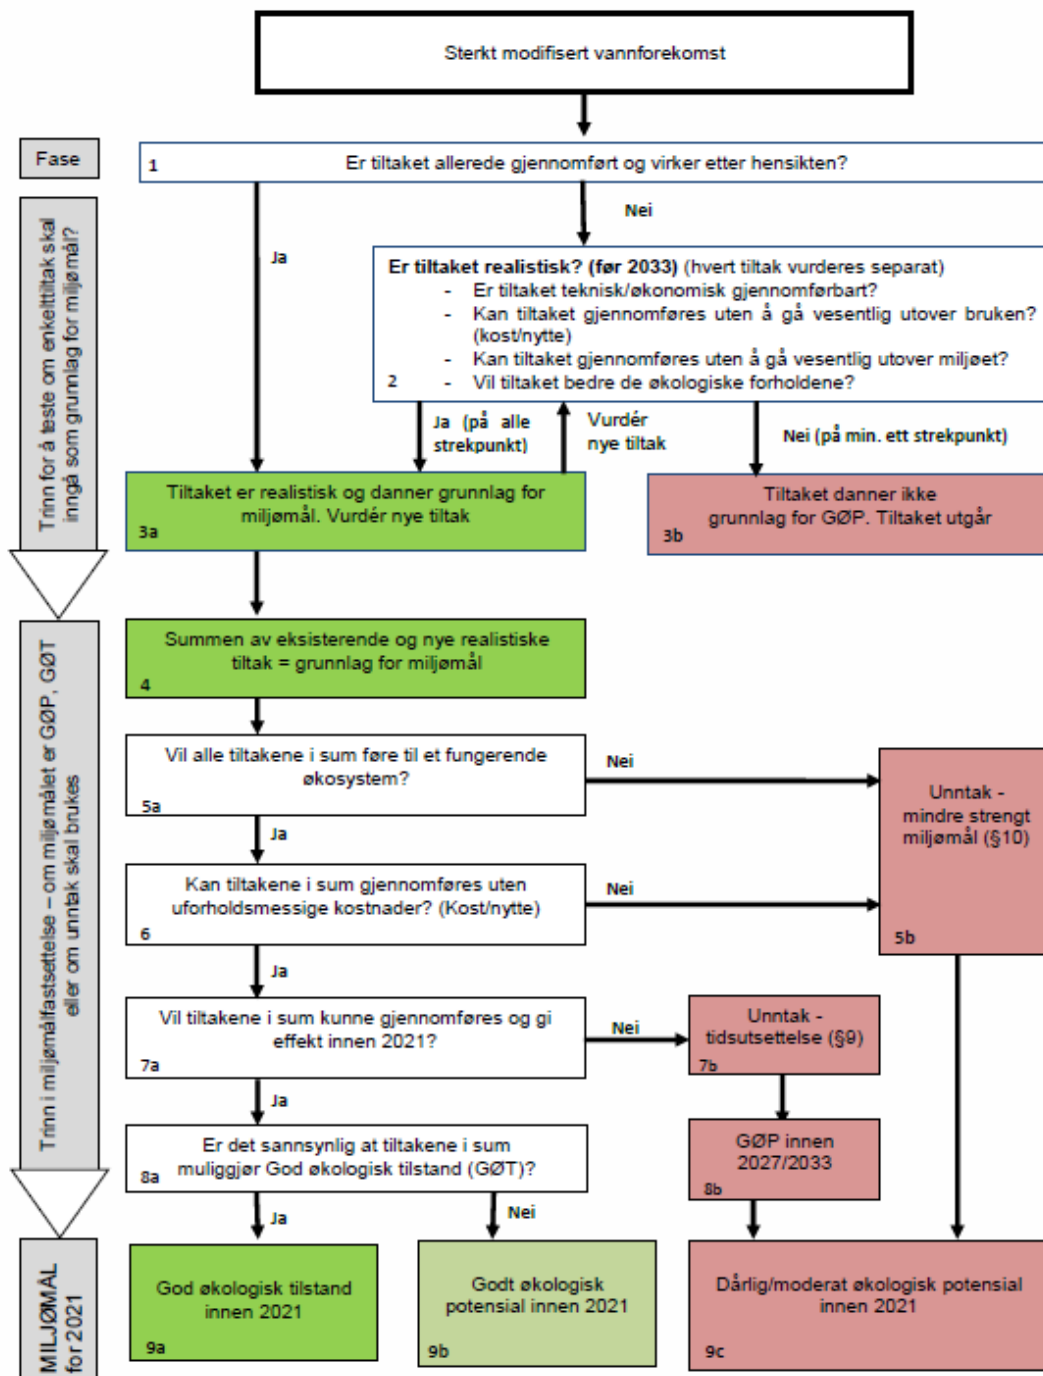 Sterkt modifisert vannforekomst
Fase
1
Er tiltaket allerede gjennomført og virker etter hensikten?
Trinn for å teste om enkelttiltak skal
inngå som grunnlag for miljømål?
Ja
Nei
Er tiltaket realistisk? (før 2033) (hvert tiltak vurderes separat)
- Er tiltaket teknisk/økonomisk gjennomførbart?
- Kan tiltaket gjennomføres uten å gå vesentlig utover bruken?
(kost/nytte)
- Kan tiltaket gjennomføres uten å gå vesentlig utover miljøet?
2 - Vil tiltaket bedre de økologiske forholdene?
Ja (på alle
strekpunkt)
Vurdér
nye tiltak
Nei (på min. ett strekpunkt)
Tiltaket er realistisk og danner grunnlag for
miljømål. Vurdér nye tiltak
3a
Tiltaket danner ikke
grunnlag for GØP. Tiltaket utgår
3b
Trinn i miljømålfastsettelse – om miljømålet er GØP, GØT
eller om unntak skal brukes
Summen av eksisterende og nye realistiske
tiltak = grunnlag for miljømål
4
Vil alle tiltakene i sum føre til et fungerende
økosystem?
5a
Nei
Unntak -
mindre strengt
miljømål (§10)
5b
Ja
Kan tiltakene i sum gjennomføres uten
uforholdsmessige kostnader? (Kost/nytte)
6
Nei
Ja
Vil tiltakene i sum kunne gjennomføres og gi
effekt innen 2021?
7a
Nei
Unntak -
tidsutsettelse (§9)
7b
Ja
Er det sannsynlig at tiltakene i sum
muliggjør God økologisk tilstand (GØT)?
8a
GØP innen
2027/2033
8b
Ja
Nei
MILJØMÅL
for 2021
God økologisk tilstand
innen 2021
9a
Godt økologisk
potensial innen 2021
9b
Dårlig/moderat økologisk potensial
innen 2021
9c